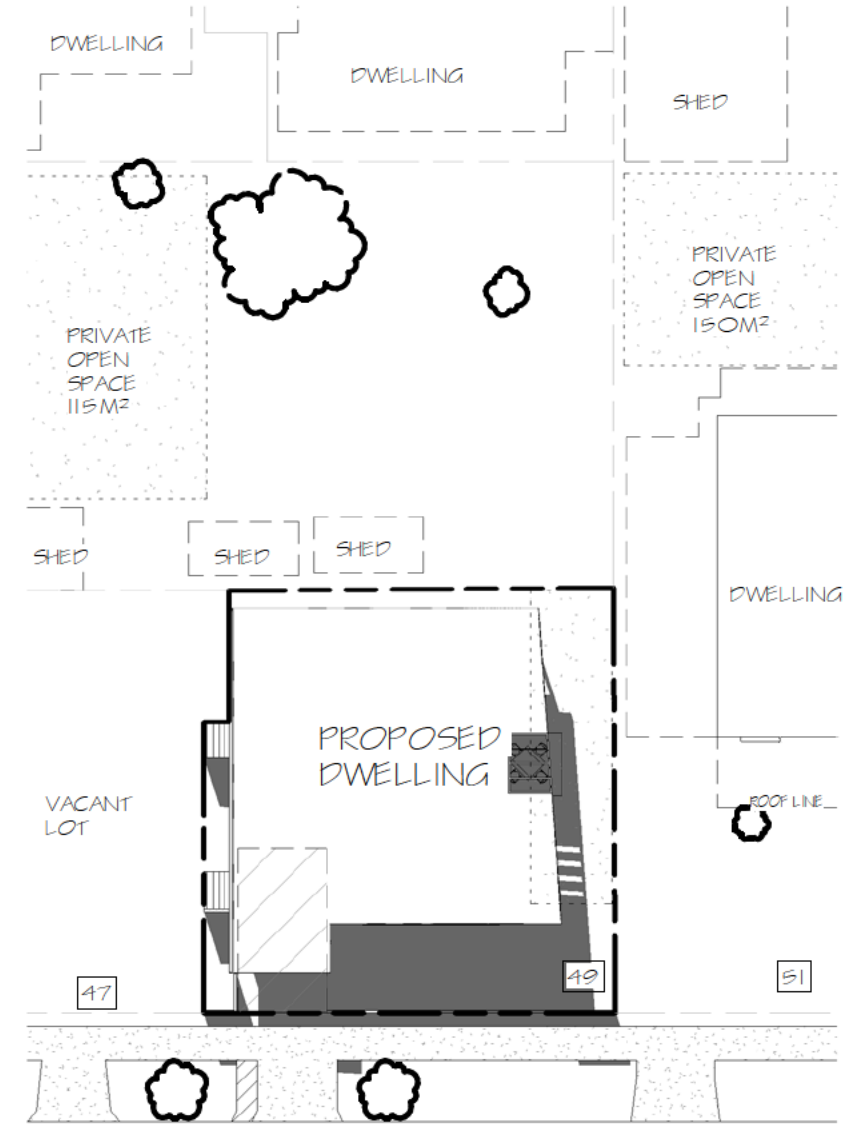 DWELLING
DWELLING
SHED
PRIVATE
OPEN
SPACE
150M²
PRIVATE
OPEN
SPACE
115M²
SHED
SHED
SHED
DWELLING
PROPOSED
DWELLING
VACANT
LOT
ROOF LINE
47
49
51